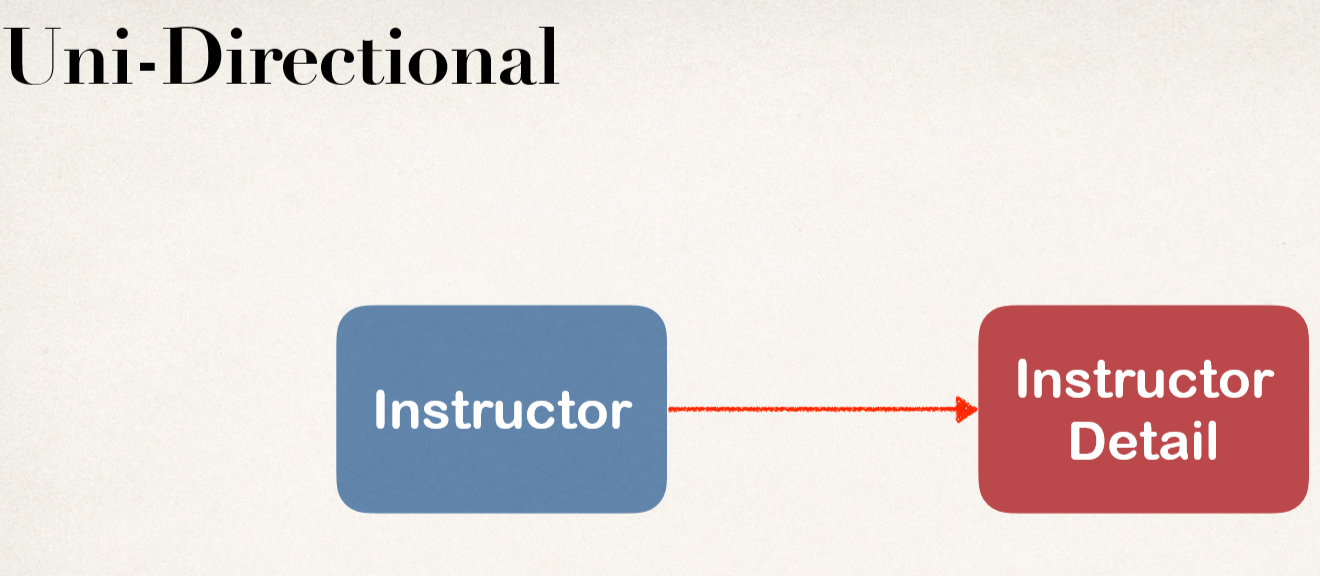 Uni-Directional
Instructor
Instructor
Detail